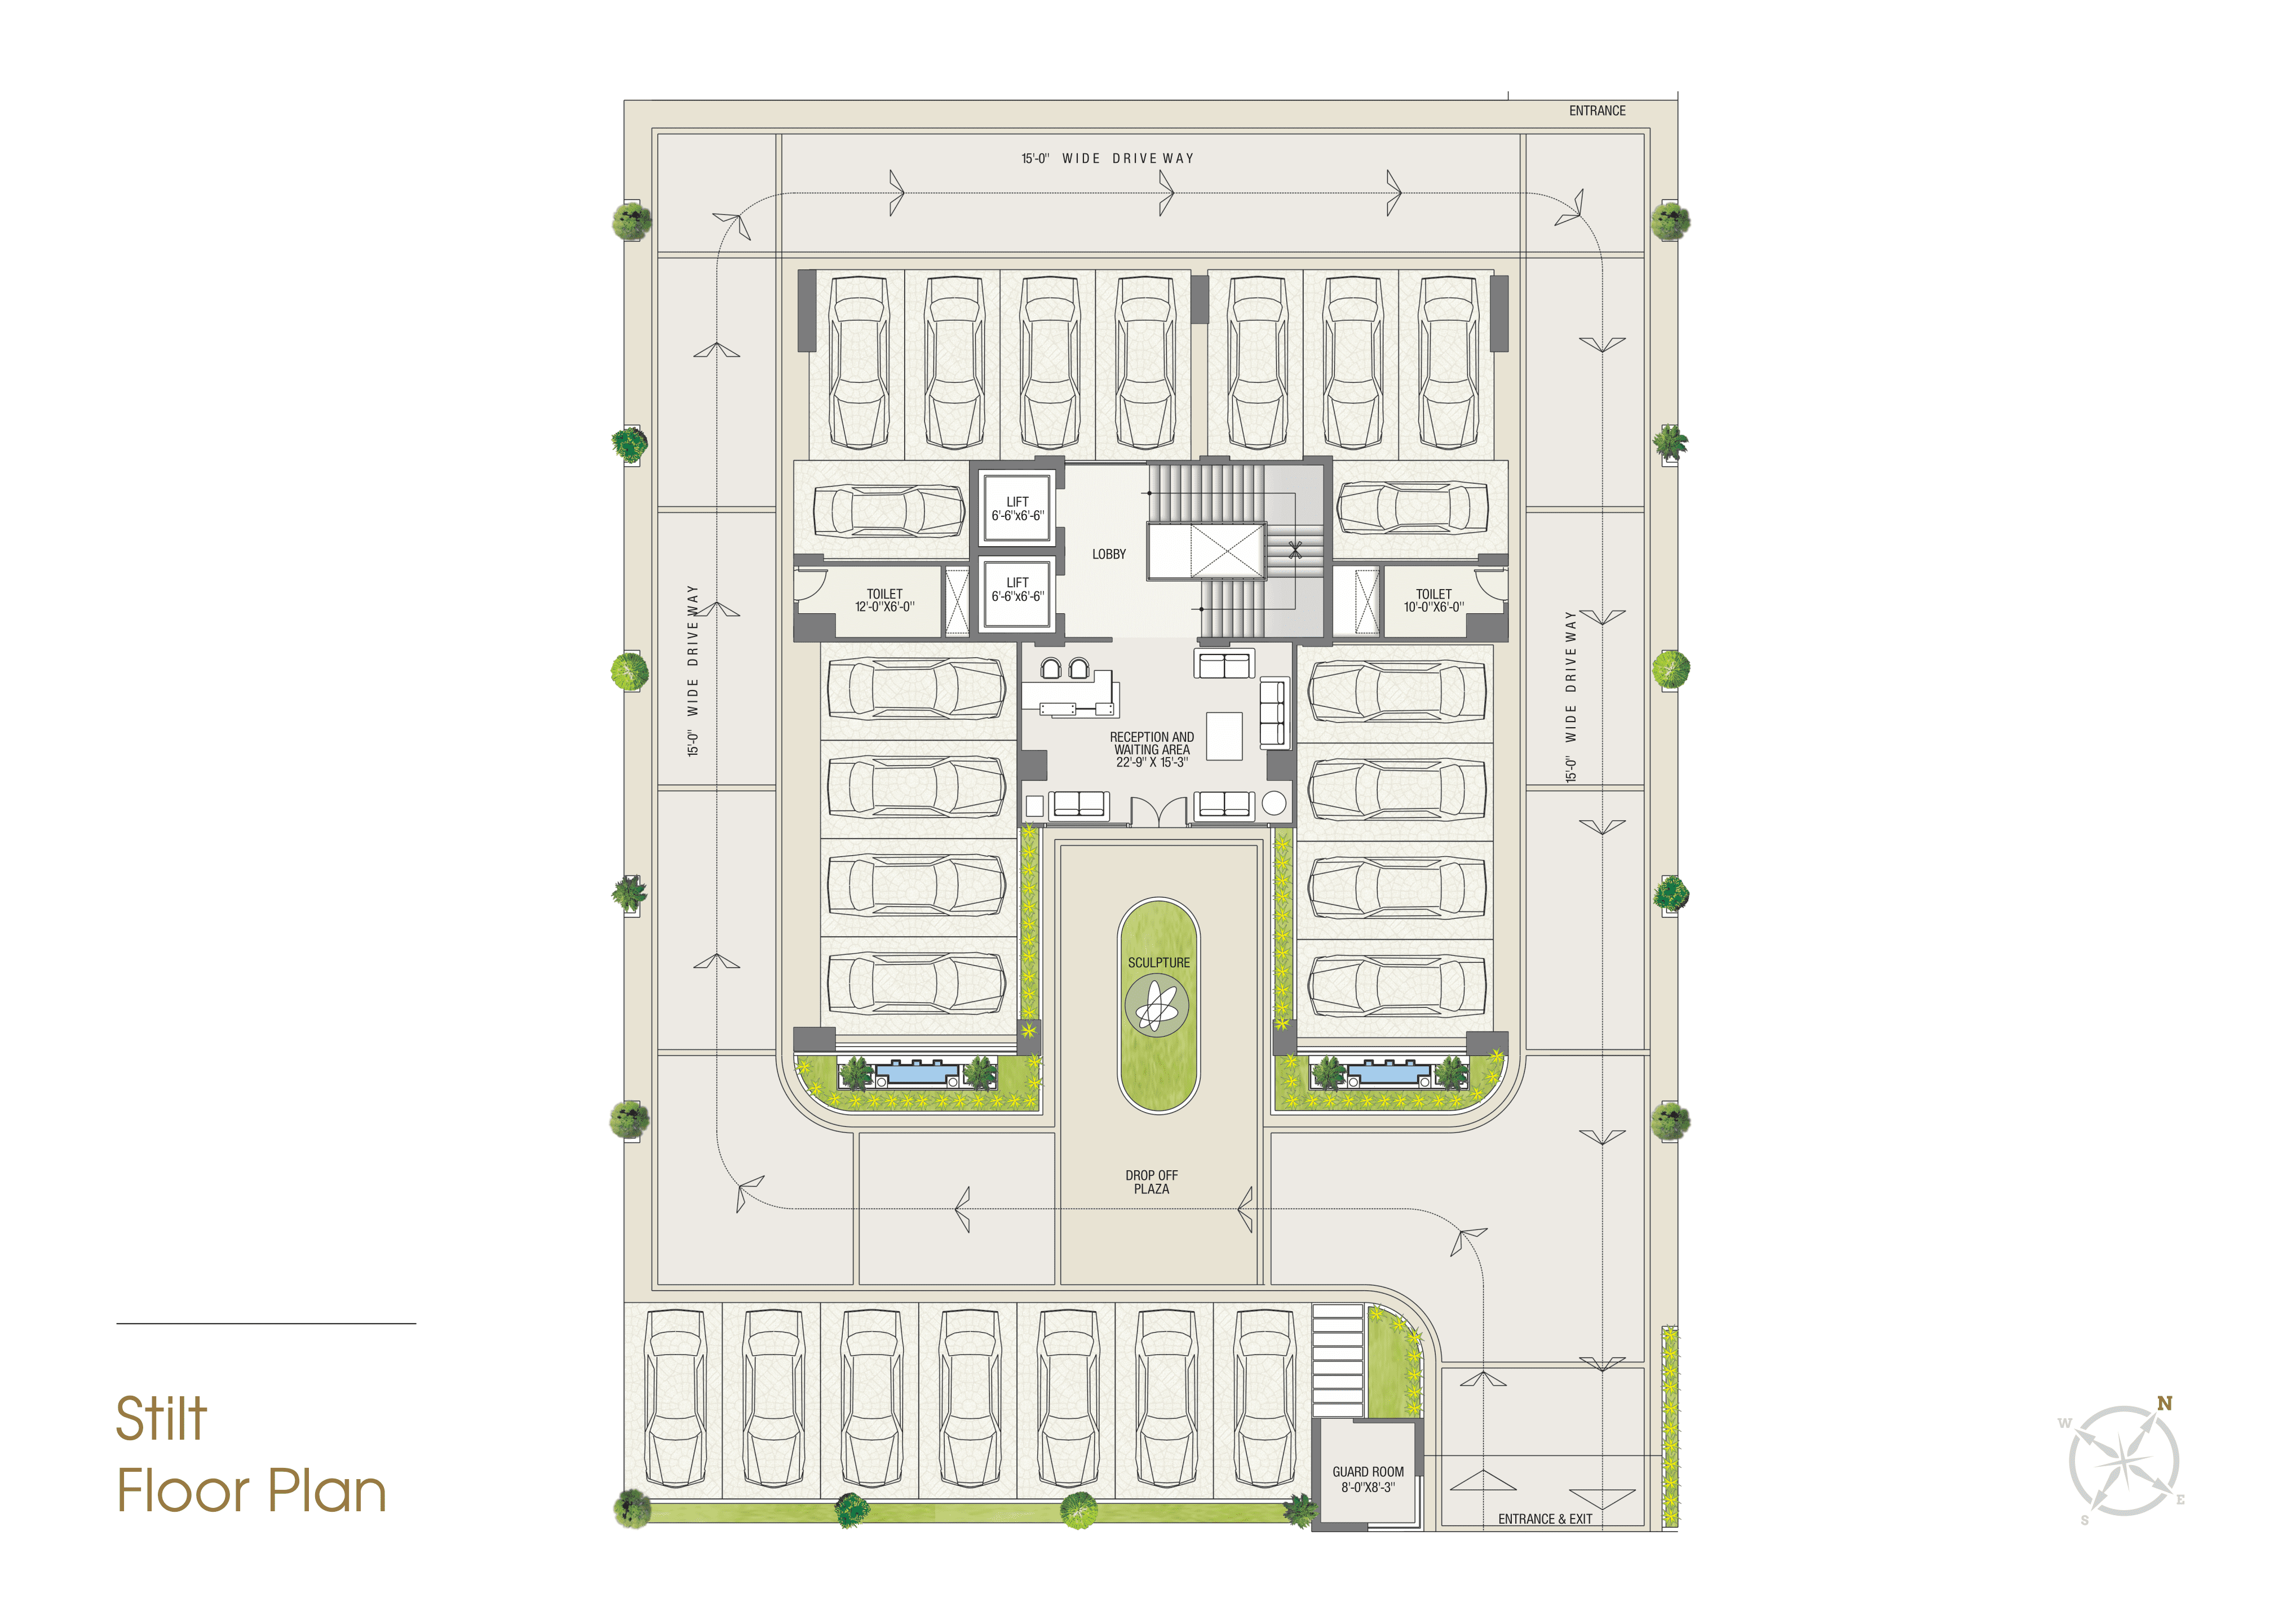 ENTRANCE
15'-0" WIDE DRIVE WAY
LIFT
6'-6"x6'-6"
LOBBY
LIFT
6'-6"x6'-6"
TOILET
12'-0"X6'-0"
TOILET
10'-0"X6'-0"
15'-0" WIDE DRIVE WAY
15'-0" WIDE DRIVE WAY
RECEPTION AND
WAITING AREA
22'-9" X 15'-3"
SCULPTURE
DROP OFF
PLAZA
GUARD ROOM
8'-0"X8'-3"
ENTRANCE & EXIT
Stilt
Floor Plan
N
W
E
S